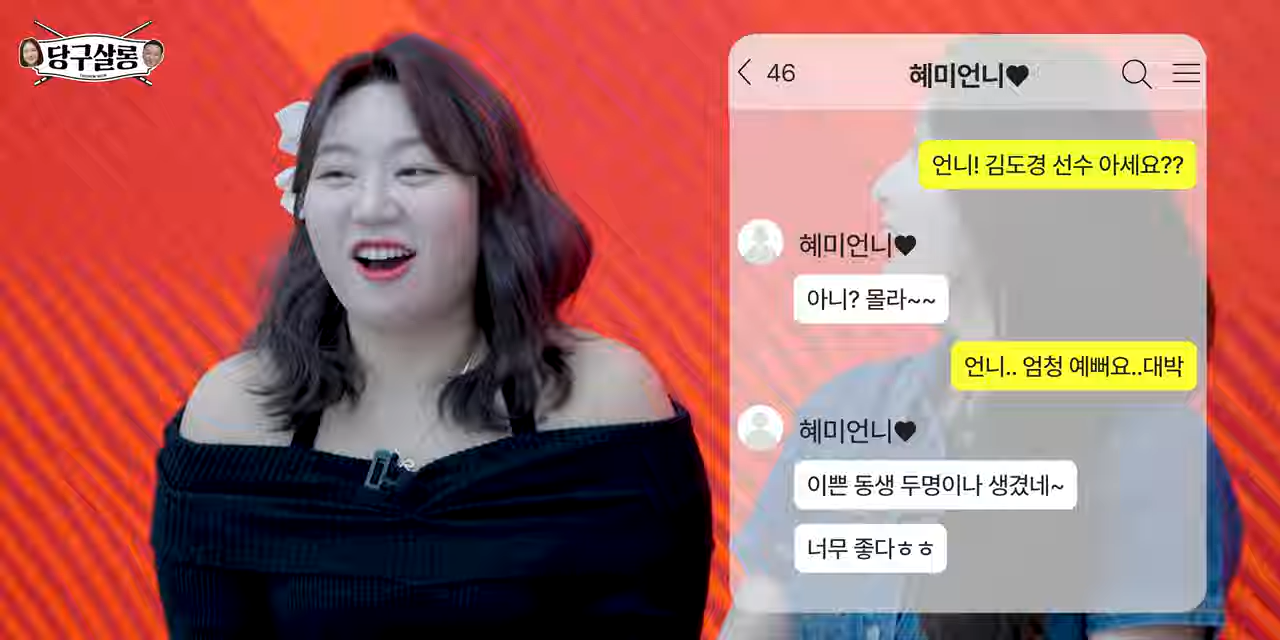 당구살롱
46
혜미언니♥
언니! 김도경 선수 아세요??
혜미언니♥
아니? 몰라~~
언니.. 엄청 예뻐요..대박
혜미언니♥
이쁜 동생 두명이나 생겼네~
너무 좋다ㅎㅎ